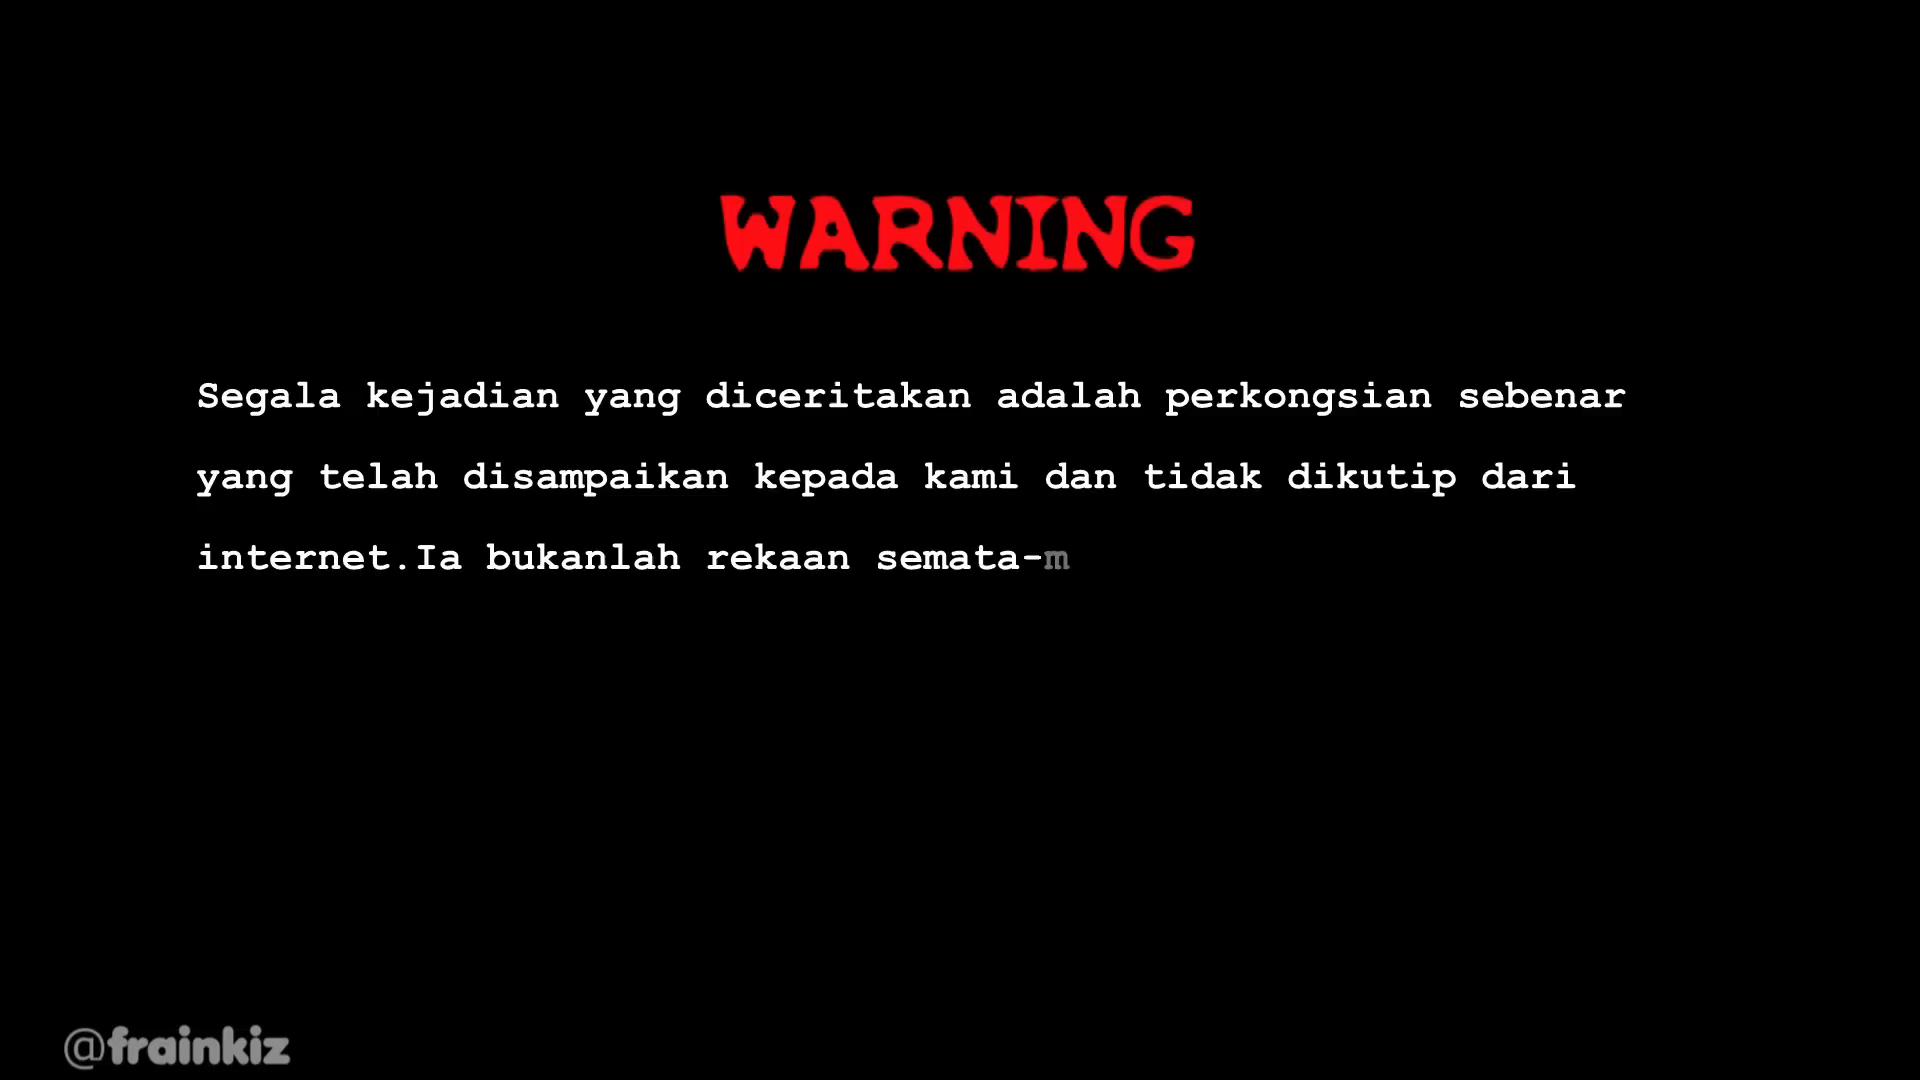 WARNING
Segala kejadian yang diceritakan adalah perkongsian sebenar
yang telah disampaikan kepada kami dan tidak dikutip dari
internet.Ia bukanlah rekaan semata-m
@frainkiz